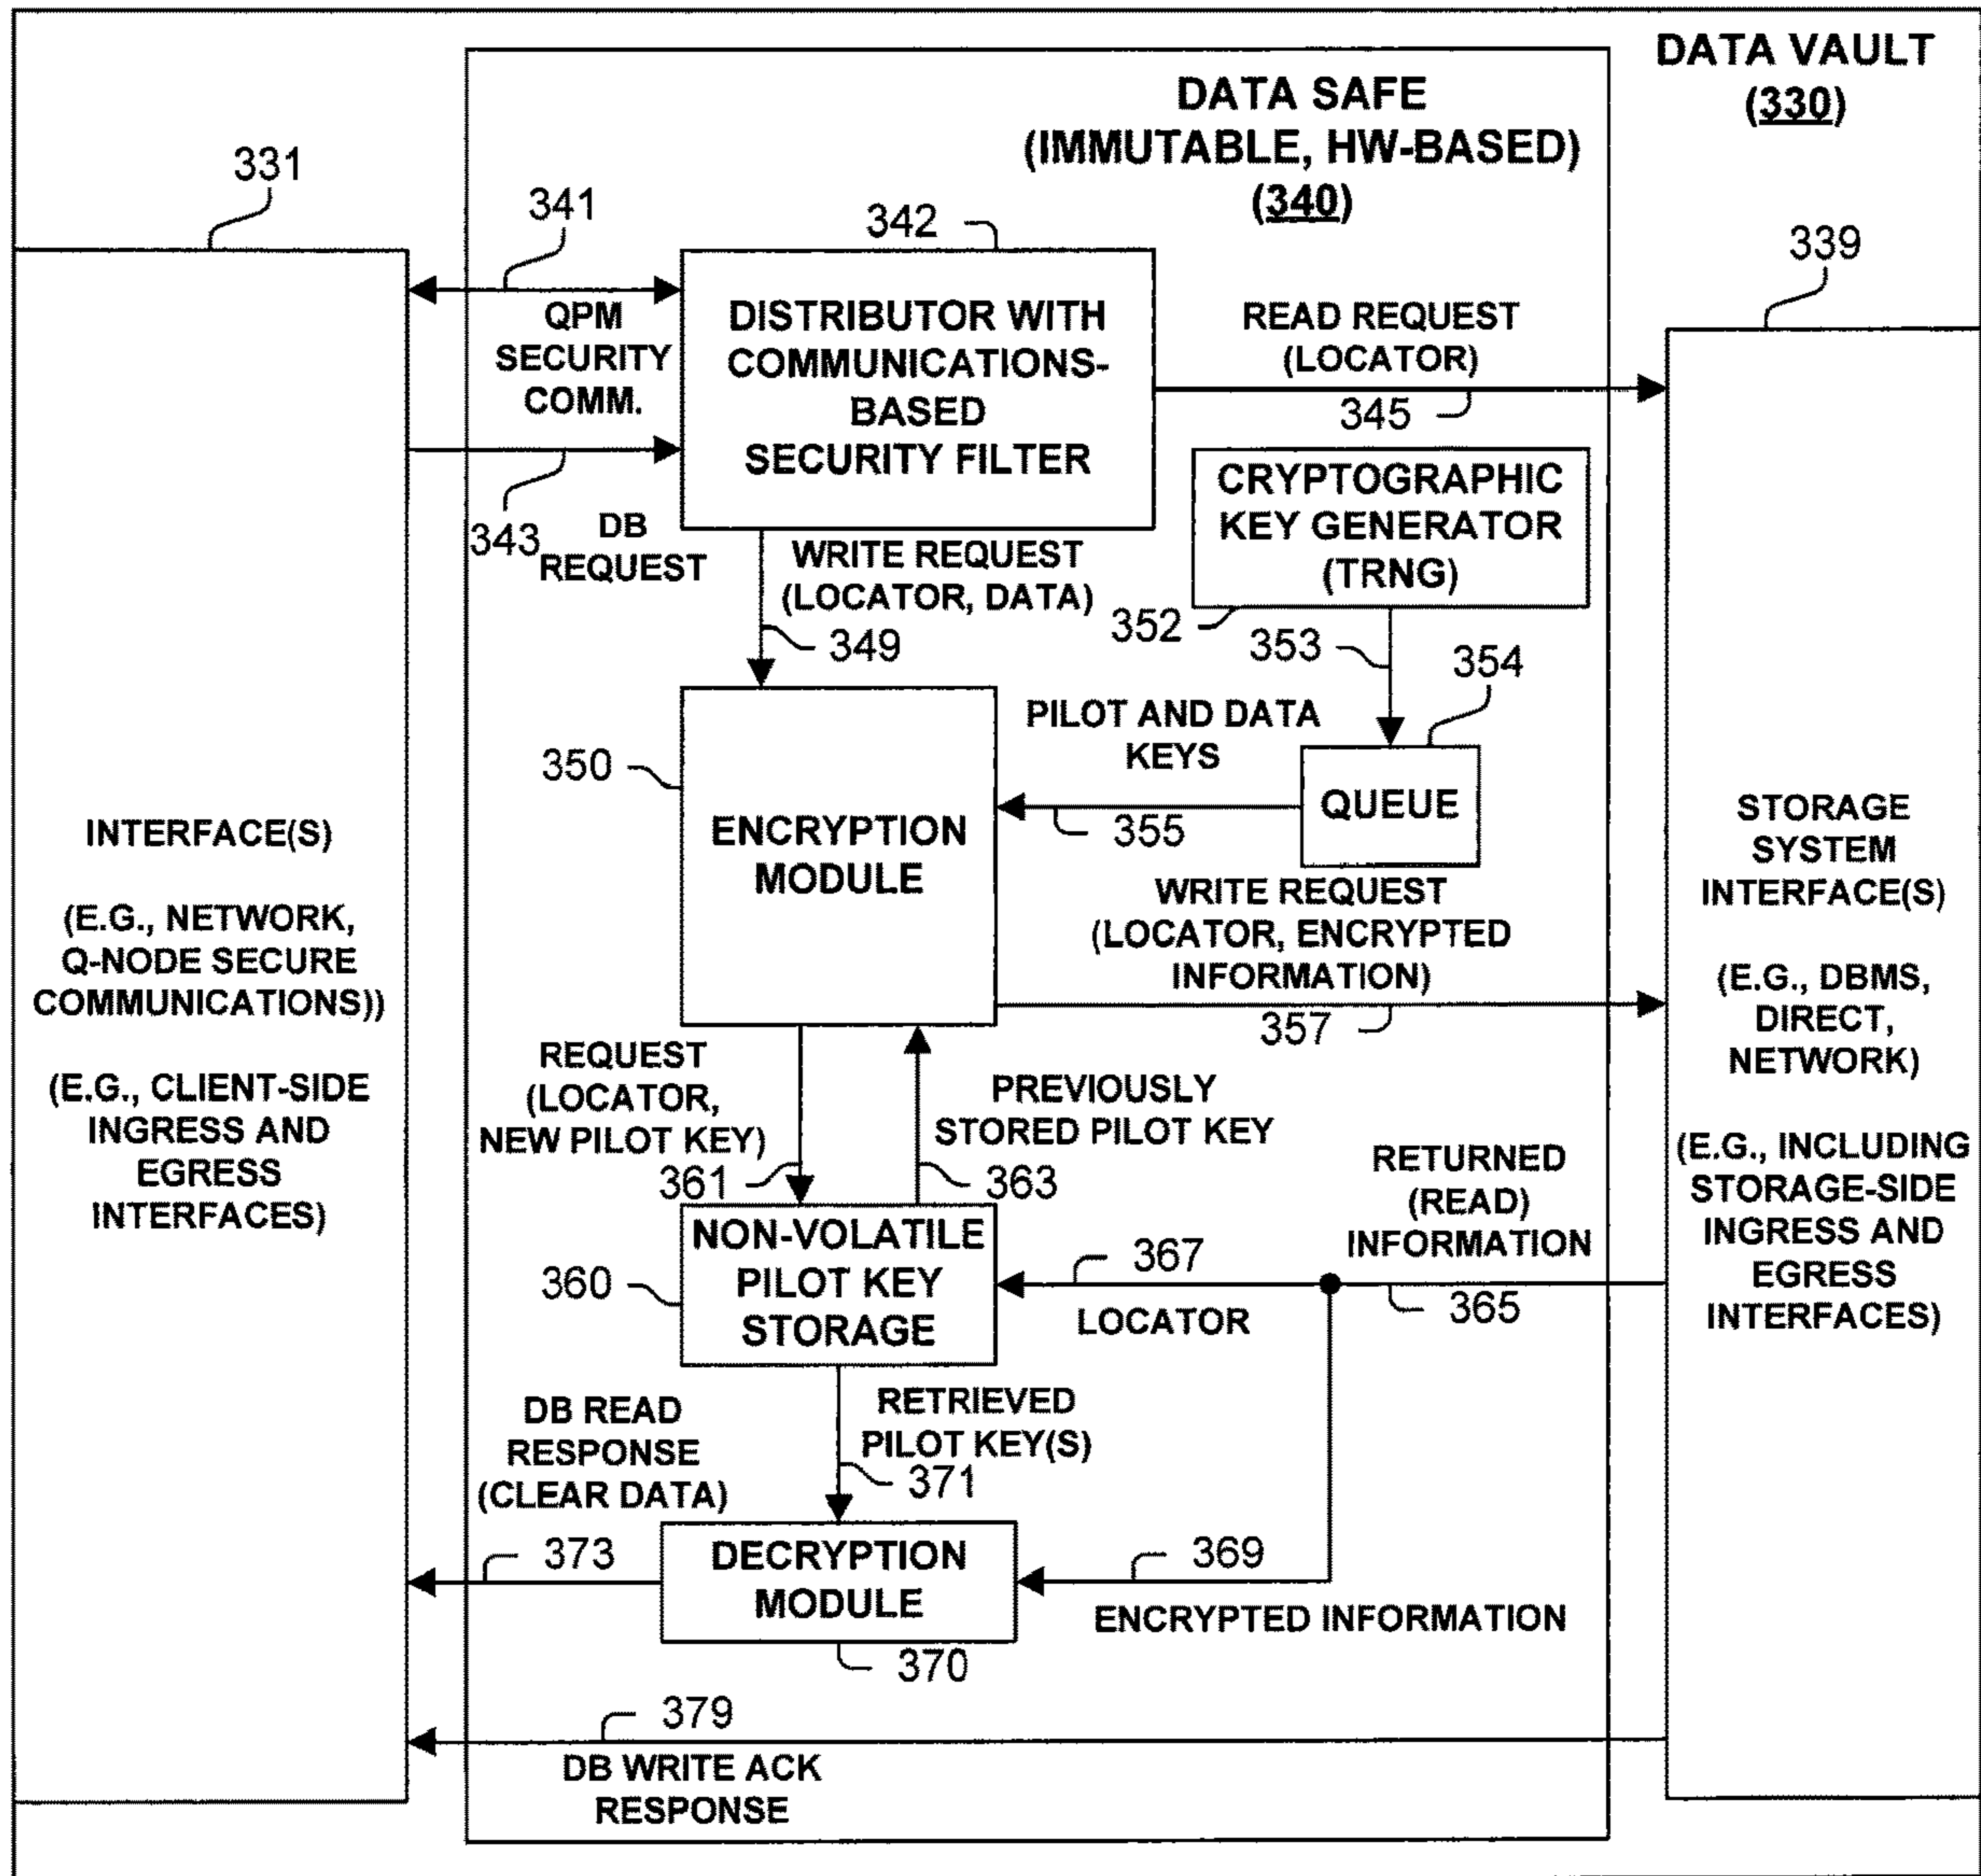 DATA VAULT
(330)
DATA SAFE
(IMMUTABLE, HW-BASED)
(340)
331
341
342
339
QPM
SECURITY
COMM.
DISTRIBUTOR WITH
COMMUNICATIONS-
BASED
SECURITY FILTER
READ REQUEST
(LOCATOR)
345
343
DB
REQUEST
WRITE REQUEST
(LOCATOR, DATA)
349
CRYPTOGRAPHIC
KEY GENERATOR
(TRNG)
352
353
354
PILOT AND DATA
KEYS
350
ENCRYPTION
MODULE
355
QUEUE
WRITE REQUEST
(LOCATOR, ENCRYPTED
INFORMATION)
357
INTERFACE(S)
(E.G., NETWORK,
Q-NODE SECURE
COMMUNICATIONS))
(E.G., CLIENT-SIDE
INGRESS AND
EGRESS
INTERFACES)
STORAGE
SYSTEM
INTERFACE(S)
(E.G., DBMS,
DIRECT,
NETWORK)
(E.G., INCLUDING
STORAGE-SIDE
INGRESS AND
EGRESS
INTERFACES)
REQUEST
(LOCATOR,
NEW PILOT KEY)
361
PREVIOUSLY
STORED PILOT KEY
363
RETURNED
(READ)
INFORMATION
365
360
NON-VOLATILE
PILOT KEY
STORAGE
367
LOCATOR
DB READ
RESPONSE
(CLEAR DATA)
RETRIEVED
PILOT KEY(S)
371
373
DECRYPTION
MODULE
369
ENCRYPTED INFORMATION
370
379
DB WRITE ACK
RESPONSE